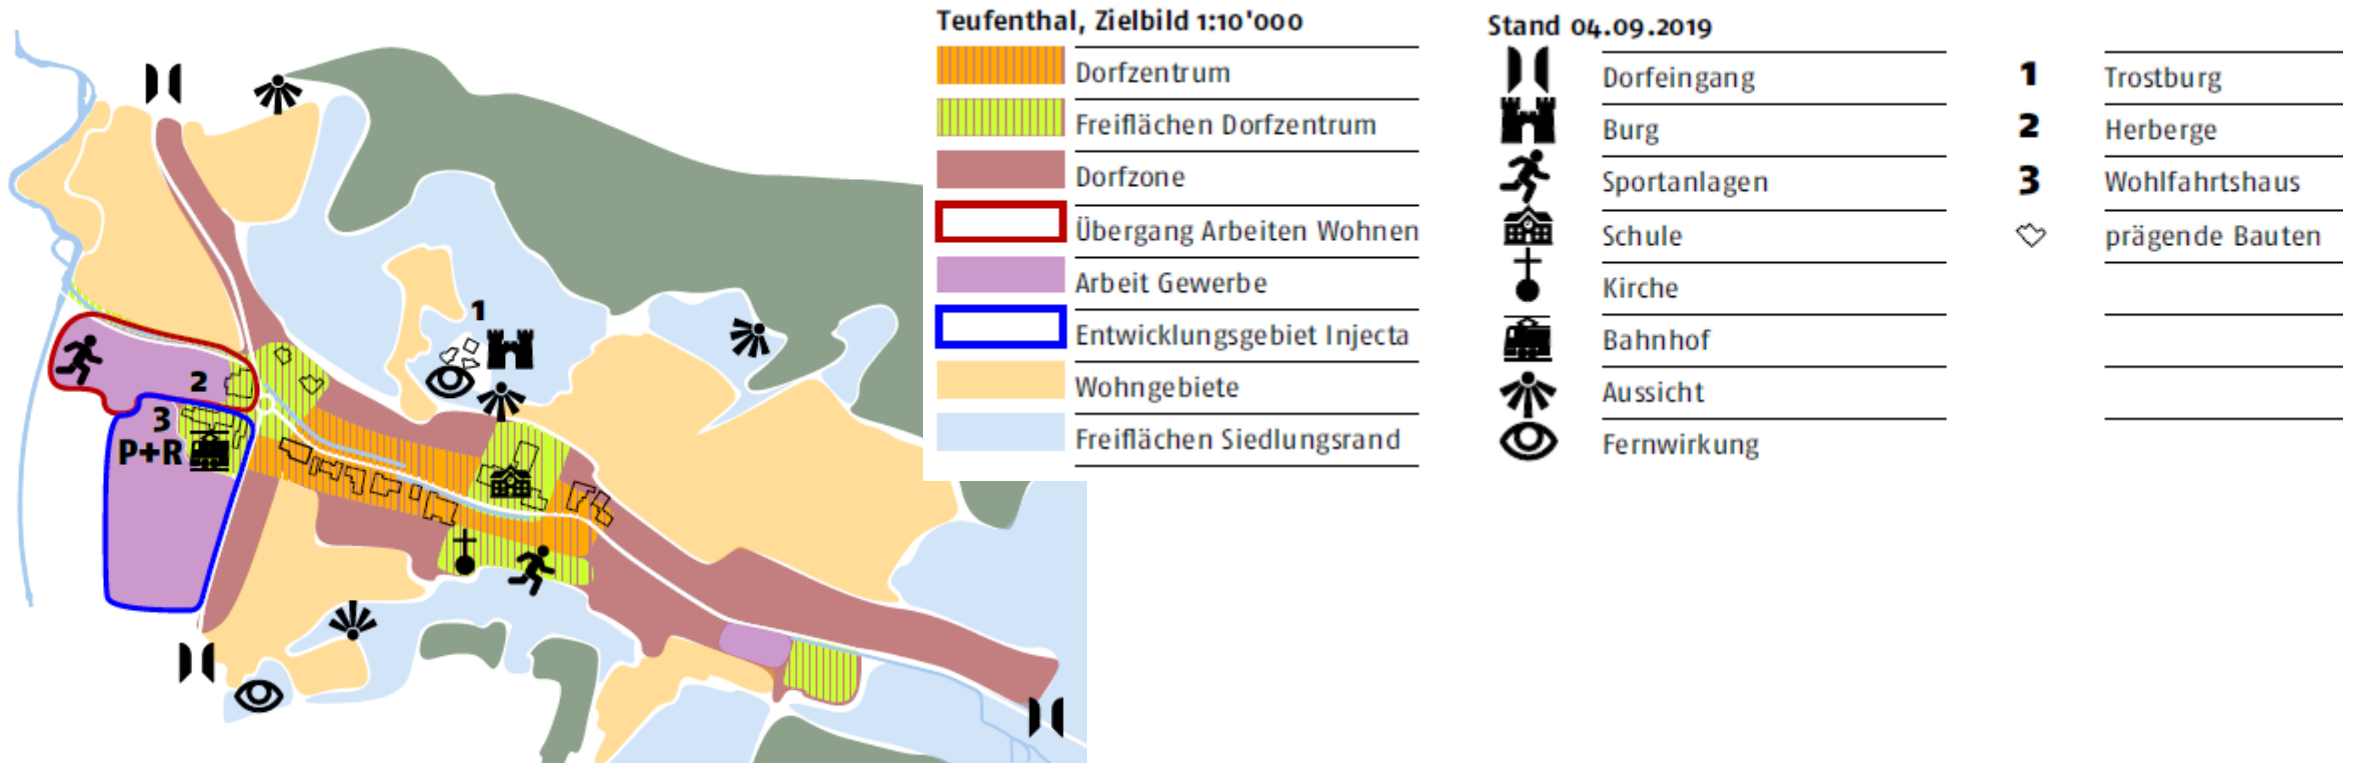 1
2
3
P+R
Teufenthal, Zielbild 1:10'000
Dorfzentrum
Freiflächen Dorfzentrum
Dorfzone
Übergang Arbeiten Wohnen
Arbeit Gewerbe
Entwicklungsgebiet Injecta
Wohngebiete
Freiflächen Siedlungsrand
Stand 04.09.2019
Dorfeingang
Burg
Sportanlagen
Schule
Kirche
Bahnhof
Aussicht
Fernwirkung
1 Trostburg
2 Herberge
3 Wohlfahrtshaus
prägende Bauten